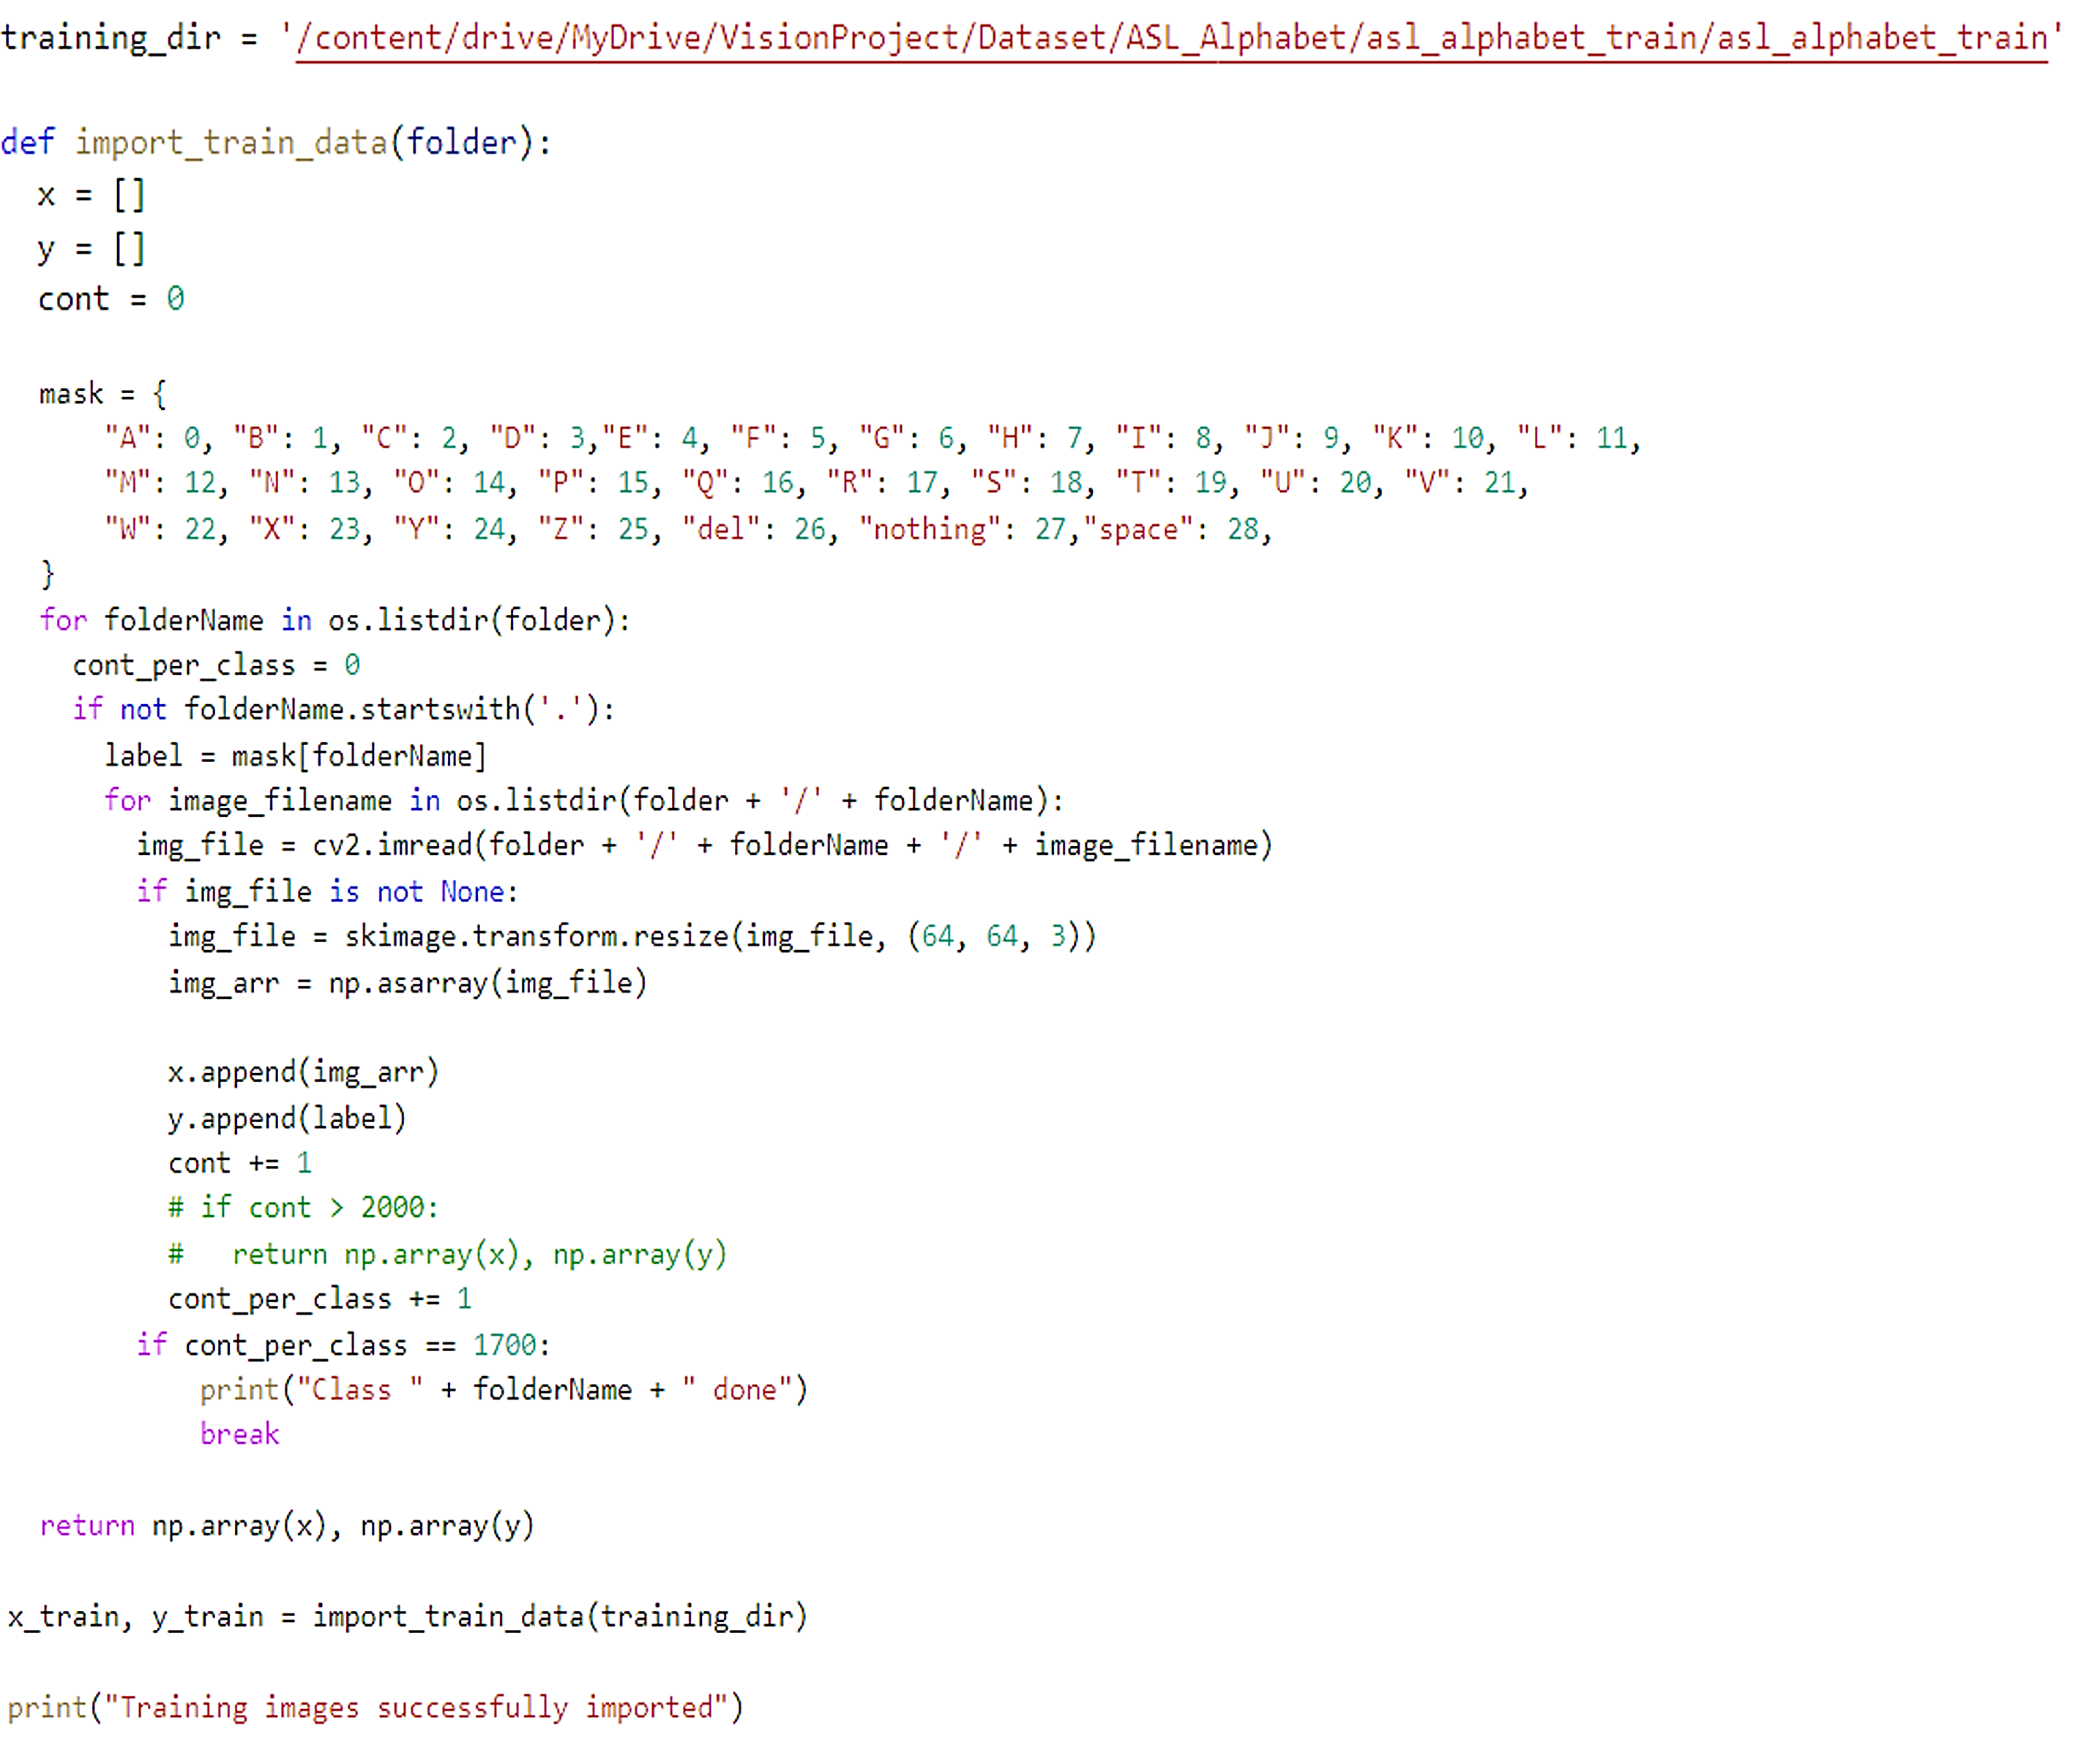 training_dir = '/content/drive/MyDrive/VisionProject/Dataset/ASL_Alphabet/asl_alphabet_train/asl_alphabet_train'
def import_train_data(folder):
  x = []
  y = []
  cont = 0
  mask = {
      "A": 0, "B": 1, "C": 2, "D": 3,"E": 4, "F": 5, "G": 6, "H": 7, "I": 8, "J": 9, "K": 10, "L": 11,
      "M": 12, "N": 13, "O": 14, "P": 15, "Q": 16, "R": 17, "S": 18, "T": 19, "U": 20, "V": 21,
      "W": 22, "X": 23, "Y": 24, "Z": 25, "del": 26, "nothing": 27,"space": 28,
  }
  for folderName in os.listdir(folder):
    cont_per_class = 0
    if not folderName.startswith('.'):
      label = mask[folderName]
      for image_filename in os.listdir(folder + '/' + folderName):
        img_file = cv2.imread(folder + '/' + folderName + '/' + image_filename)
        if img_file is not None:
          img_file = skimage.transform.resize(img_file, (64, 64, 3))
          img_arr = np.asarray(img_file)
          x.append(img_arr)
          y.append(label)
          cont += 1
          # if cont > 2000:
          #   return np.array(x), np.array(y)
          cont_per_class += 1
        if cont_per_class == 1700:
            print("Class " + folderName + " done")
            break
  return np.array(x), np.array(y)
x_train, y_train = import_train_data(training_dir)
print("Training images successfully imported")